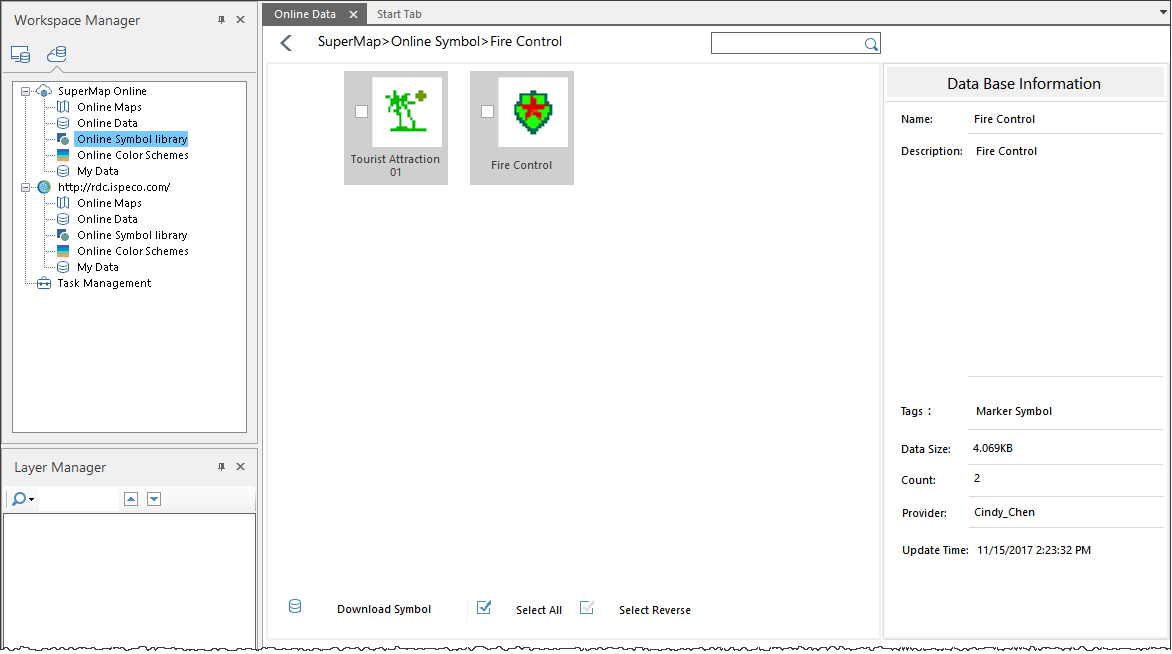 Workspace Manager
SuperMap Online
Online Maps
Online Data
Online Symbol library
Online Color Schemes
My Data
http://rdc.ispeco.com/
Online Maps
Online Data
Online Symbol library
Online Color Schemes
My Data
Task Management
Layer Manager
Online Data
Start Tab
SuperMap>Online Symbol>Fire Control
Tourist Attraction
01
Fire Control
Download Symbol
Select All
Select Reverse
Data Base Information
Name: Fire Control
Description: Fire Control
Tags : Marker Symbol
Data Size: 4.069KB
Count: 2
Provider: Cindy_Chen
Update Time: 11/15/2017 2:23:32 PM